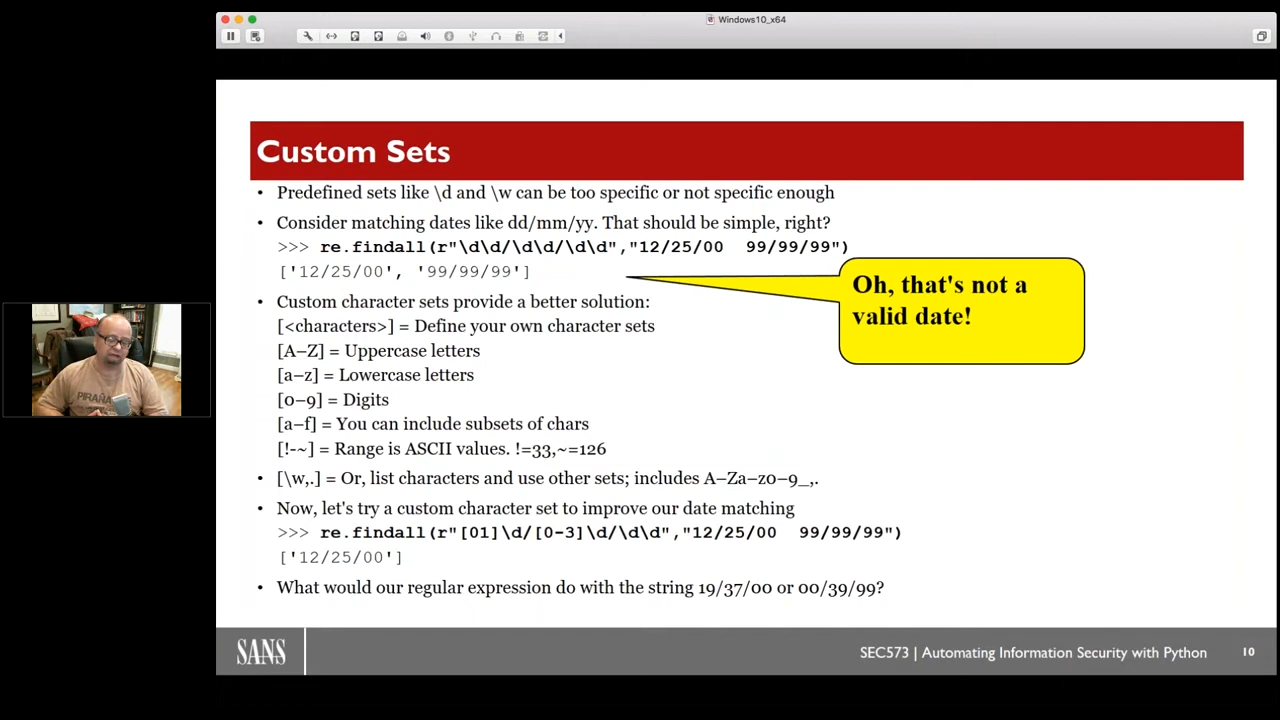 Windows10_x64
Custom Sets
• Predefined sets like \d and \w can be too specific or not specific enough
• Consider matching dates like dd/mm/yy. That should be simple, right?
>>> re.findall(r"\d\d/\d\d/\d\d","12/25/00  99/99/99")
['12/25/00', '99/99/99']
Oh, that's not a
valid date!
• Custom character sets provide a better solution:
[<characters>] = Define your own character sets
[A–Z] = Uppercase letters
[a–z] = Lowercase letters
[0–9] = Digits
[a–f] = You can include subsets of chars
[!-~] = Range is ASCII values. !=33,~=126
• [\w,.] = Or, list characters and use other sets; includes A–Za–z0–9_,.
• Now, let's try a custom character set to improve our date matching
>>> re.findall(r"[01]\d/[0-3]\d/\d\d","12/25/00  99/99/99")
['12/25/00']
• What would our regular expression do with the string 19/37/00 or 00/39/99?
PIRAÑA
SANS
SEC573 | Automating Information Security with Python
10